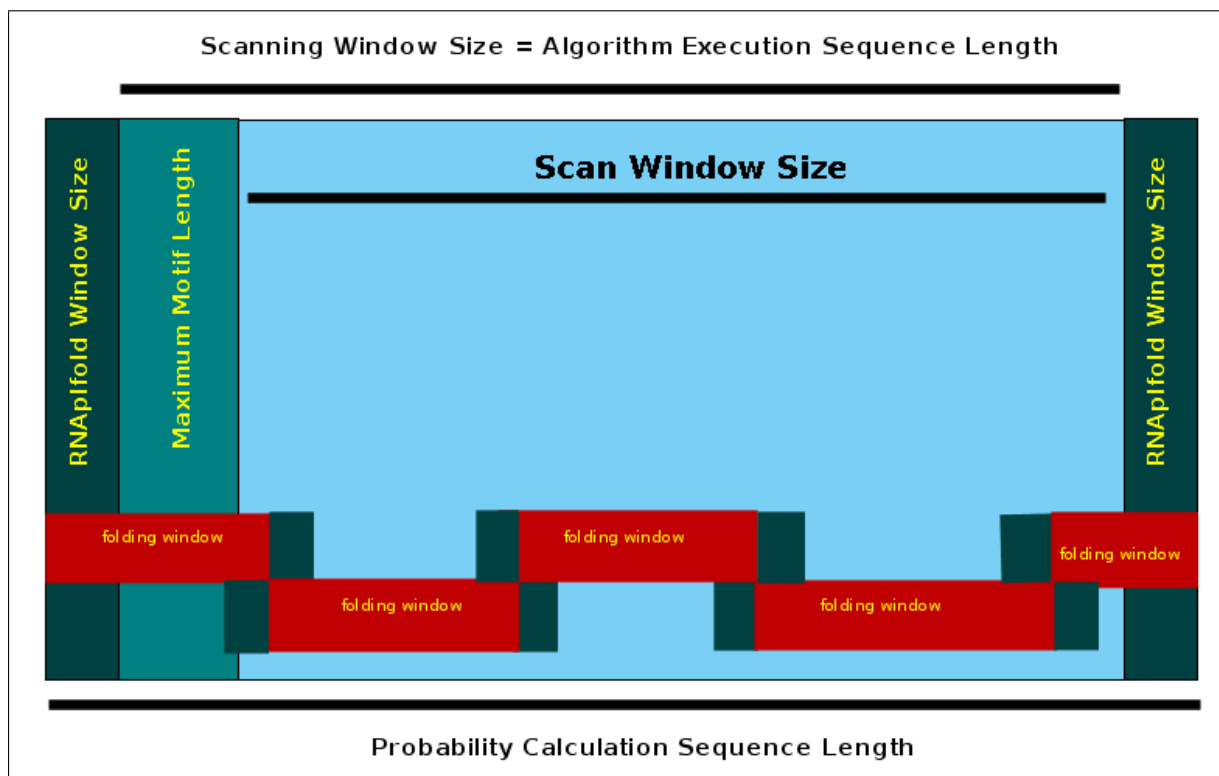 Scanning Window Size = Algorithm Execution Sequence Length
RNAplfold Window Size
Maximum Motif Length
Scan Window Size
RNAplfold Window Size
folding window
folding window
folding window
folding window
folding window
Probability Calculation Sequence Length